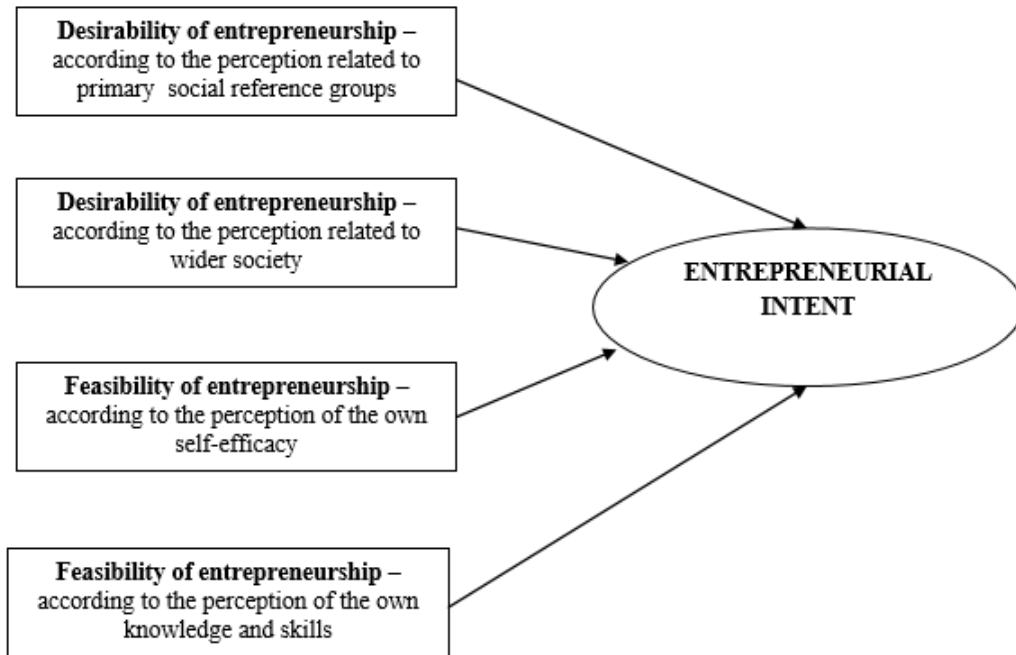 Desirability of entrepreneurship –
according to the perception related to
primary social reference groups
Desirability of entrepreneurship –
according to the perception related to
wider society
ENTREPRENEURIAL
INTENT
Feasibility of entrepreneurship –
according to the perception of the own
self-efficacy
Feasibility of entrepreneurship –
according to the perception of the own
knowledge and skills